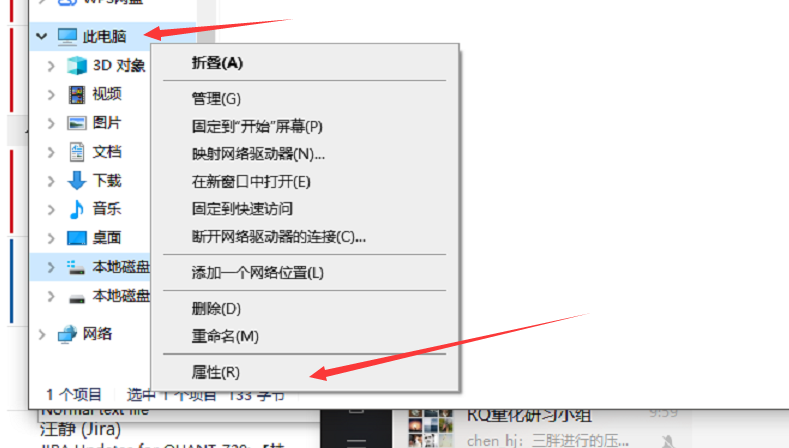 WPS网盘
此电脑
3D 对象
视频
图片
文档
下载
音乐
桌面
本地磁盘
本地磁盘
网络
折叠(A)
管理(G)
固定到"开始"屏幕(P)
映射网络驱动器(N)...
在新窗口中打开(E)
固定到快速访问
断开网络驱动器的连接(C)...
添加一个网络位置(L)
删除(D)
重命名(M)
属性(R)
1 个项目 选中 1 个项目 133 字节
Normal text file
汪静 (Jira)
RQ量化研习小组 9:59
chen hj: 三胖进行的压...